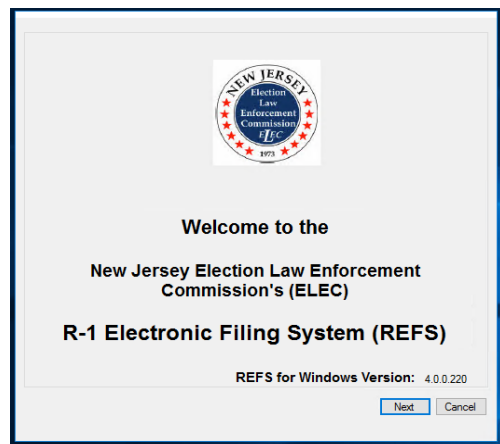 NEW JERSEY
Election
Law
Enforcement
Commission
ELEC
1973
Welcome to the
New Jersey Election Law Enforcement
Commission's (ELEC)
R-1 Electronic Filing System (REFS)
REFS for Windows Version: 4.0.0.220
Next Cancel